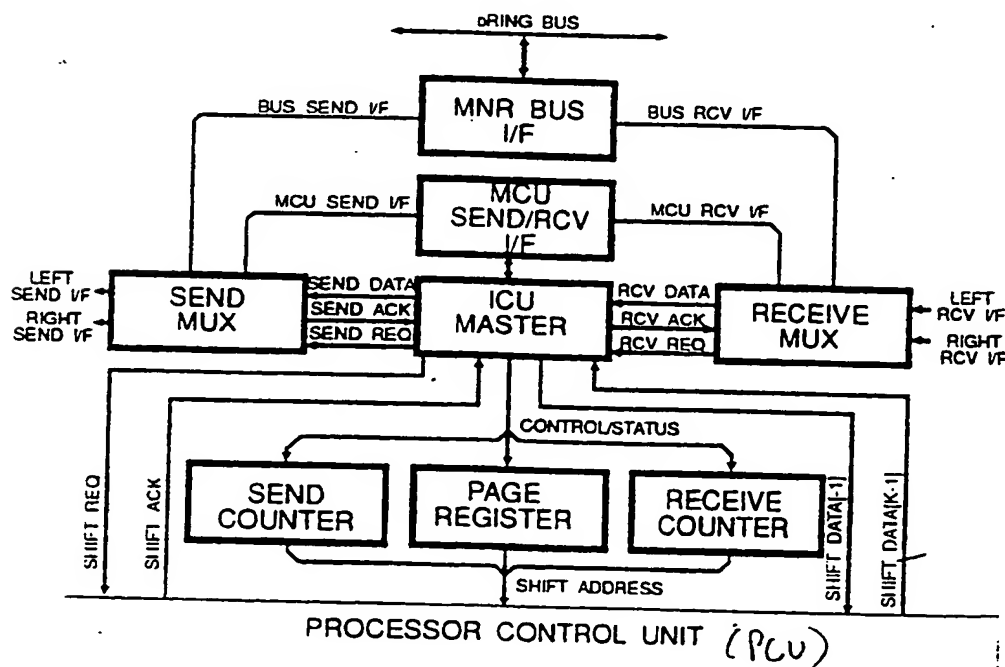 DRING BUS
MNR BUS
I/F
BUS SEND I/F
BUS RCV I/F
MCU
SEND/RCV
I/F
MCU SEND I/F
MCU RCV I/F
LEFT
SEND I/F
RIGHT
SEND I/F
SEND
MUX
SEND DATA
SEND ACK
SEND REQ
ICU
MASTER
RCV DATA
RCV ACK
RCV REQ
RECEIVE
MUX
LEFT
RCV I/F
RIGHT
RCV I/F
CONTROL/STATUS
SEND
COUNTER
PAGE
REGISTER
RECEIVE
COUNTER
SHIFT REQ
SHIFT ACK
SHIFT DATA[-1]
SHIFT DATA[K-1]
SHIFT ADDRESS
PROCESSOR CONTROL UNIT (PCU)